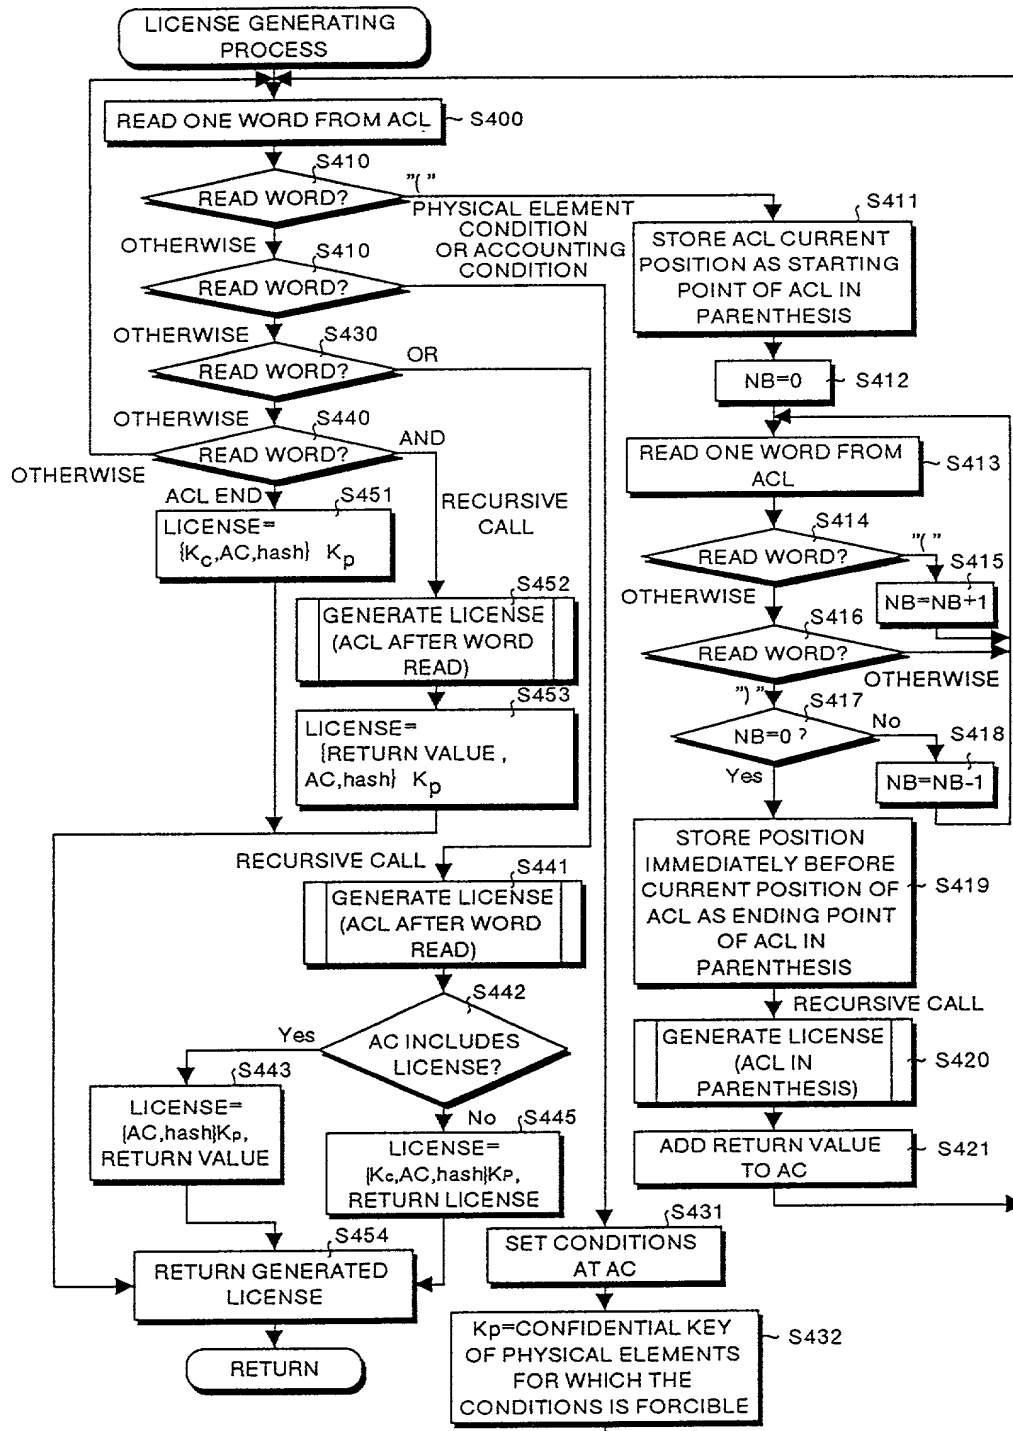 LICENSE GENERATING
PROCESS
READ ONE WORD FROM ACL
S400
S410
READ WORD?
"( "
OTHERWISE
PHYSICAL ELEMENT
CONDITION
OR ACCOUNTING
CONDITION
S410
READ WORD?
OTHERWISE
S430
READ WORD?
OR
OTHERWISE
S440
READ WORD?
AND
OTHERWISE
ACL END
S451
LICENSE=
{Kc,AC,hash} Kp
RECURSIVE
CALL
S452
GENERATE LICENSE
(ACL AFTER WORD
READ)
S453
LICENSE=
{RETURN VALUE ,
AC,hash} Kp
RECURSIVE CALL
S441
GENERATE LICENSE
(ACL AFTER WORD
READ)
S442
AC INCLUDES
LICENSE?
Yes
S443
LICENSE=
{AC,hash}Kp,
RETURN VALUE
No
S445
LICENSE=
{Kc,AC,hash}KP,
RETURN LICENSE
S454
RETURN GENERATED
LICENSE
RETURN
S411
STORE ACL CURRENT
POSITION AS STARTING
POINT OF ACL IN
PARENTHESIS
NB=0
S412
READ ONE WORD FROM
ACL
S413
S414
READ WORD?
"( "
S415
NB=NB+1
OTHERWISE
S416
READ WORD?
OTHERWISE
") "
S417
NB=0 ?
No
S418
NB=NB-1
Yes
STORE POSITION
IMMEDIATELY BEFORE
CURRENT POSITION OF
ACL AS ENDING POINT
OF ACL IN
PARENTHESIS
S419
RECURSIVE CALL
GENERATE LICENSE
(ACL IN
PARENTHESIS)
S420
ADD RETURN VALUE
TO AC
S421
S431
SET CONDITIONS
AT AC
Kp=CONFIDENTIAL KEY
OF PHYSICAL ELEMENTS
FOR WHICH THE
CONDITIONS IS FORCIBLE
S432